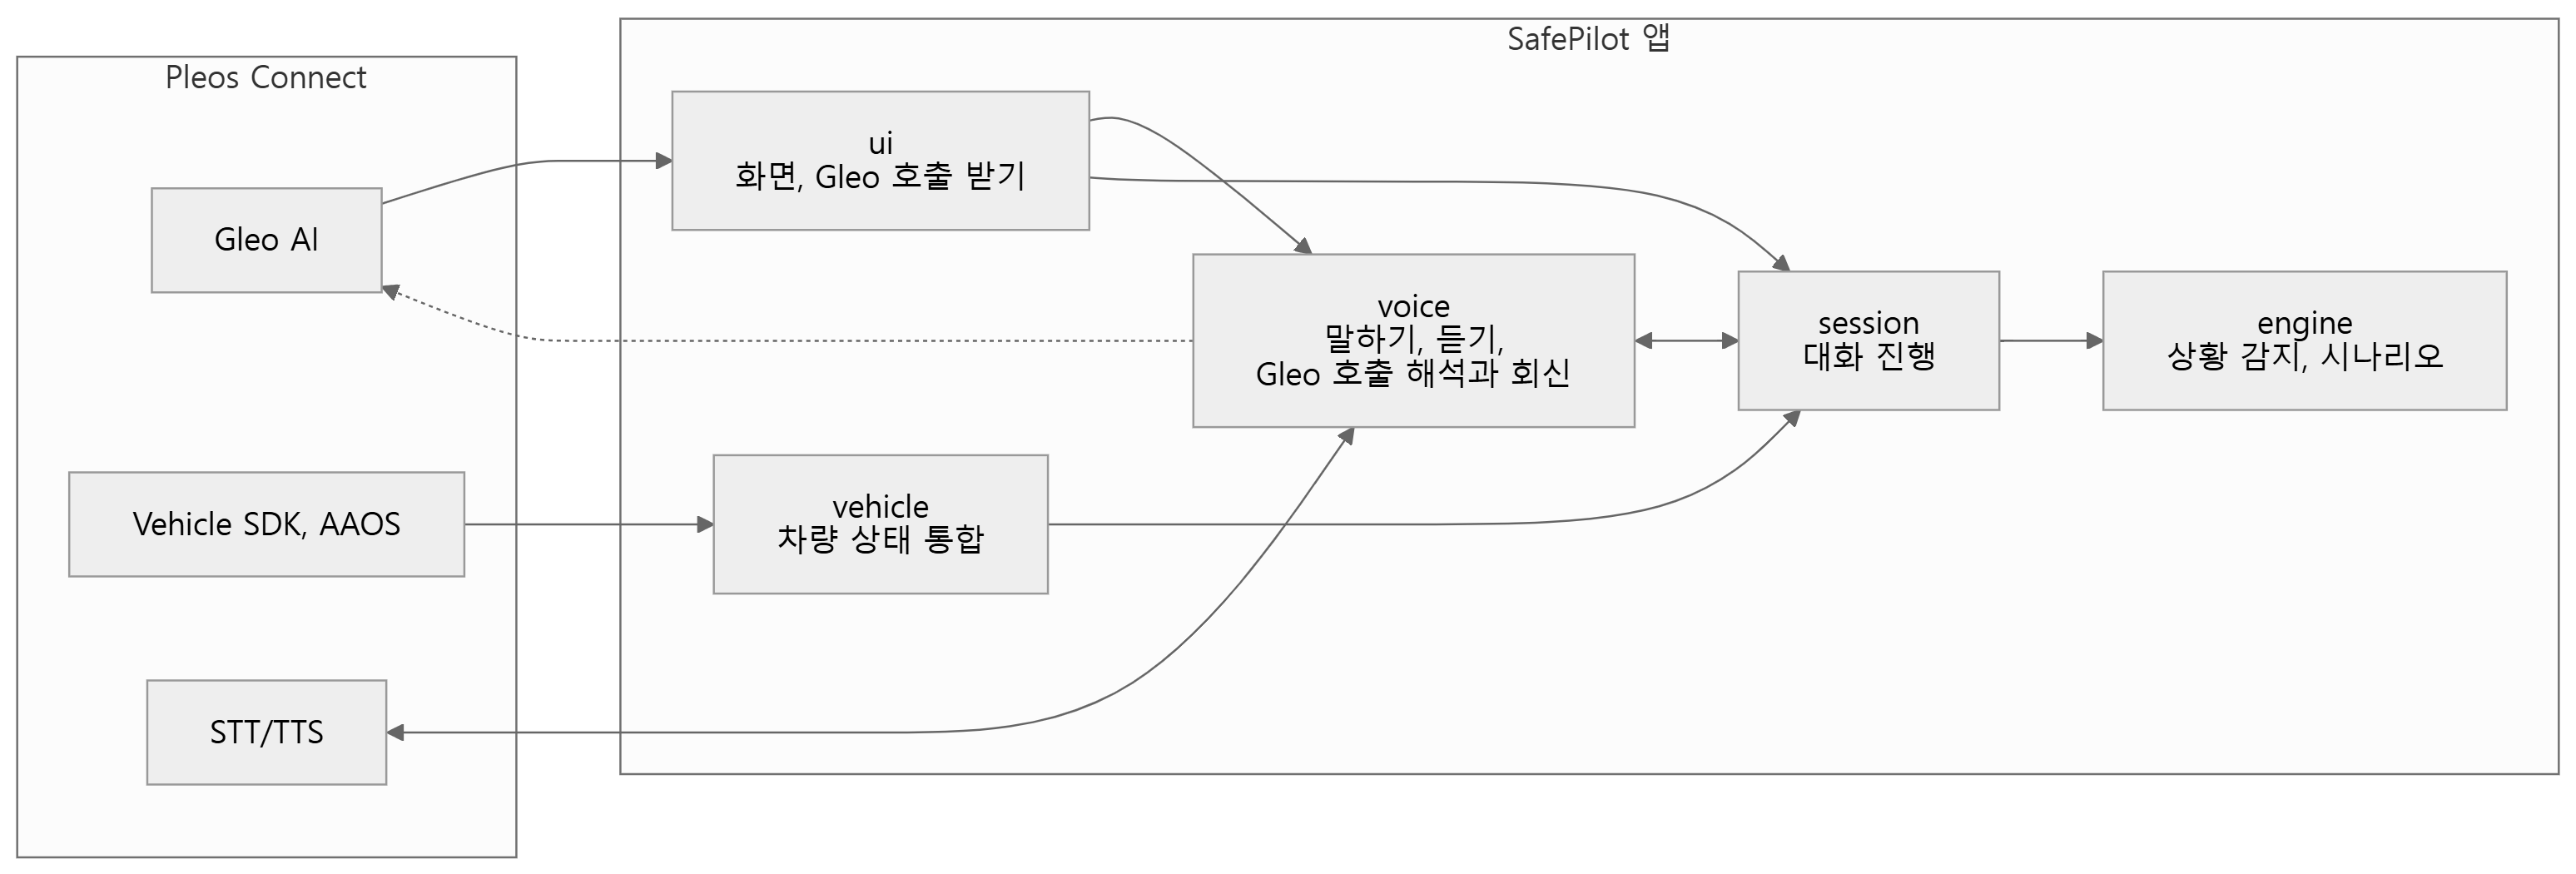 Pleos Connect
Gleo AI
Vehicle SDK, AAOS
STT/TTS
SafePilot 앱
ui
화면, Gleo 호출 받기
voice
말하기, 듣기,
Gleo 호출 해석과 회신
vehicle
차량 상태 통합
session
대화 진행
engine
상황 감지, 시나리오